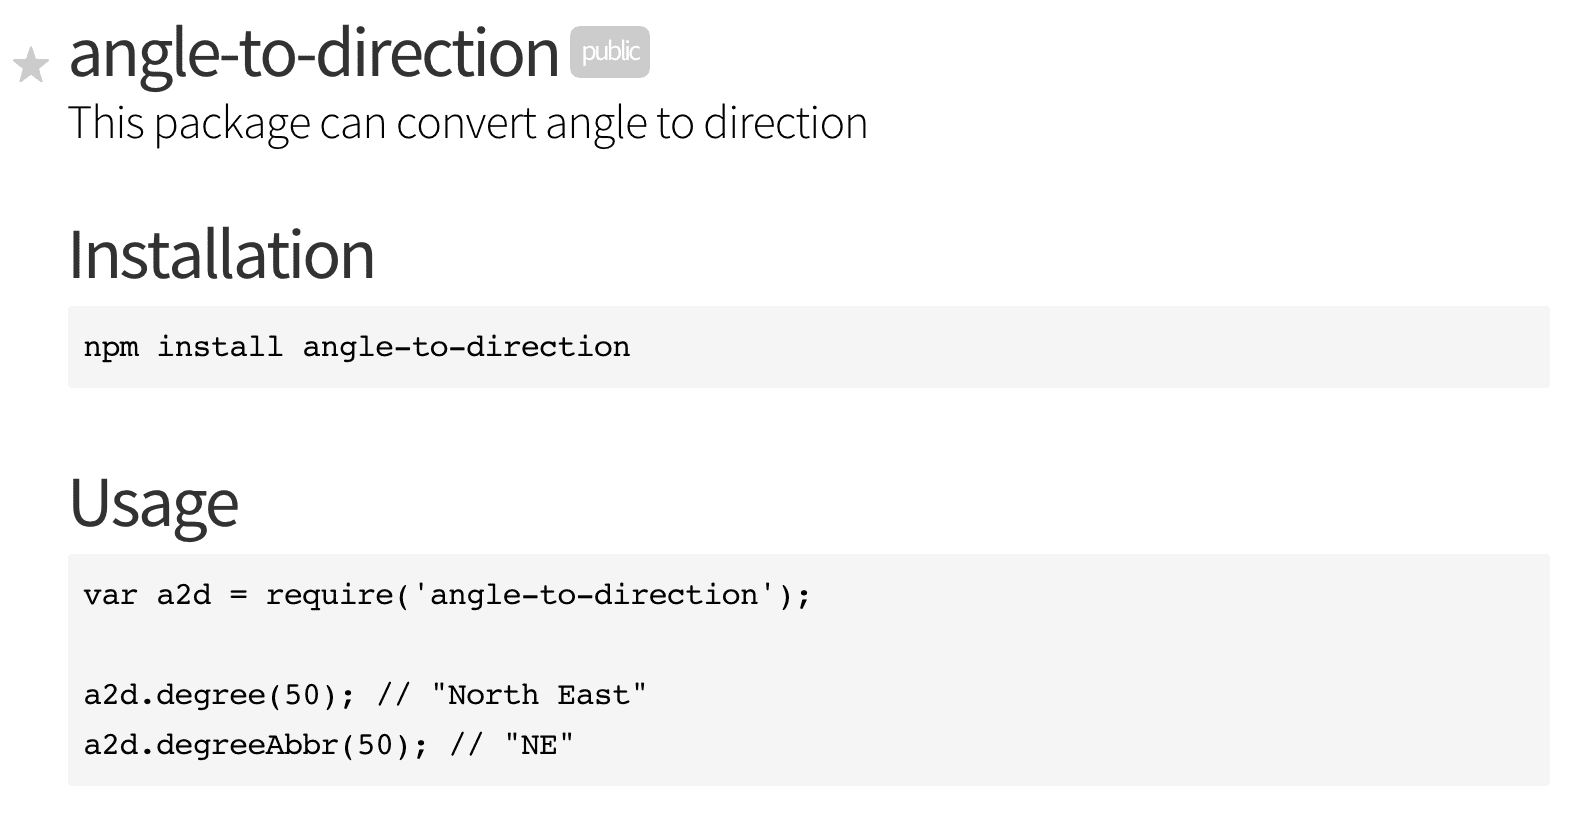 angle-to-direction public
This package can convert angle to direction
Installation
npm install angle-to-direction
Usage
var a2d = require('angle-to-direction');
a2d.degree(50); // "North East"
a2d.degreeAbbr(50); // "NE"